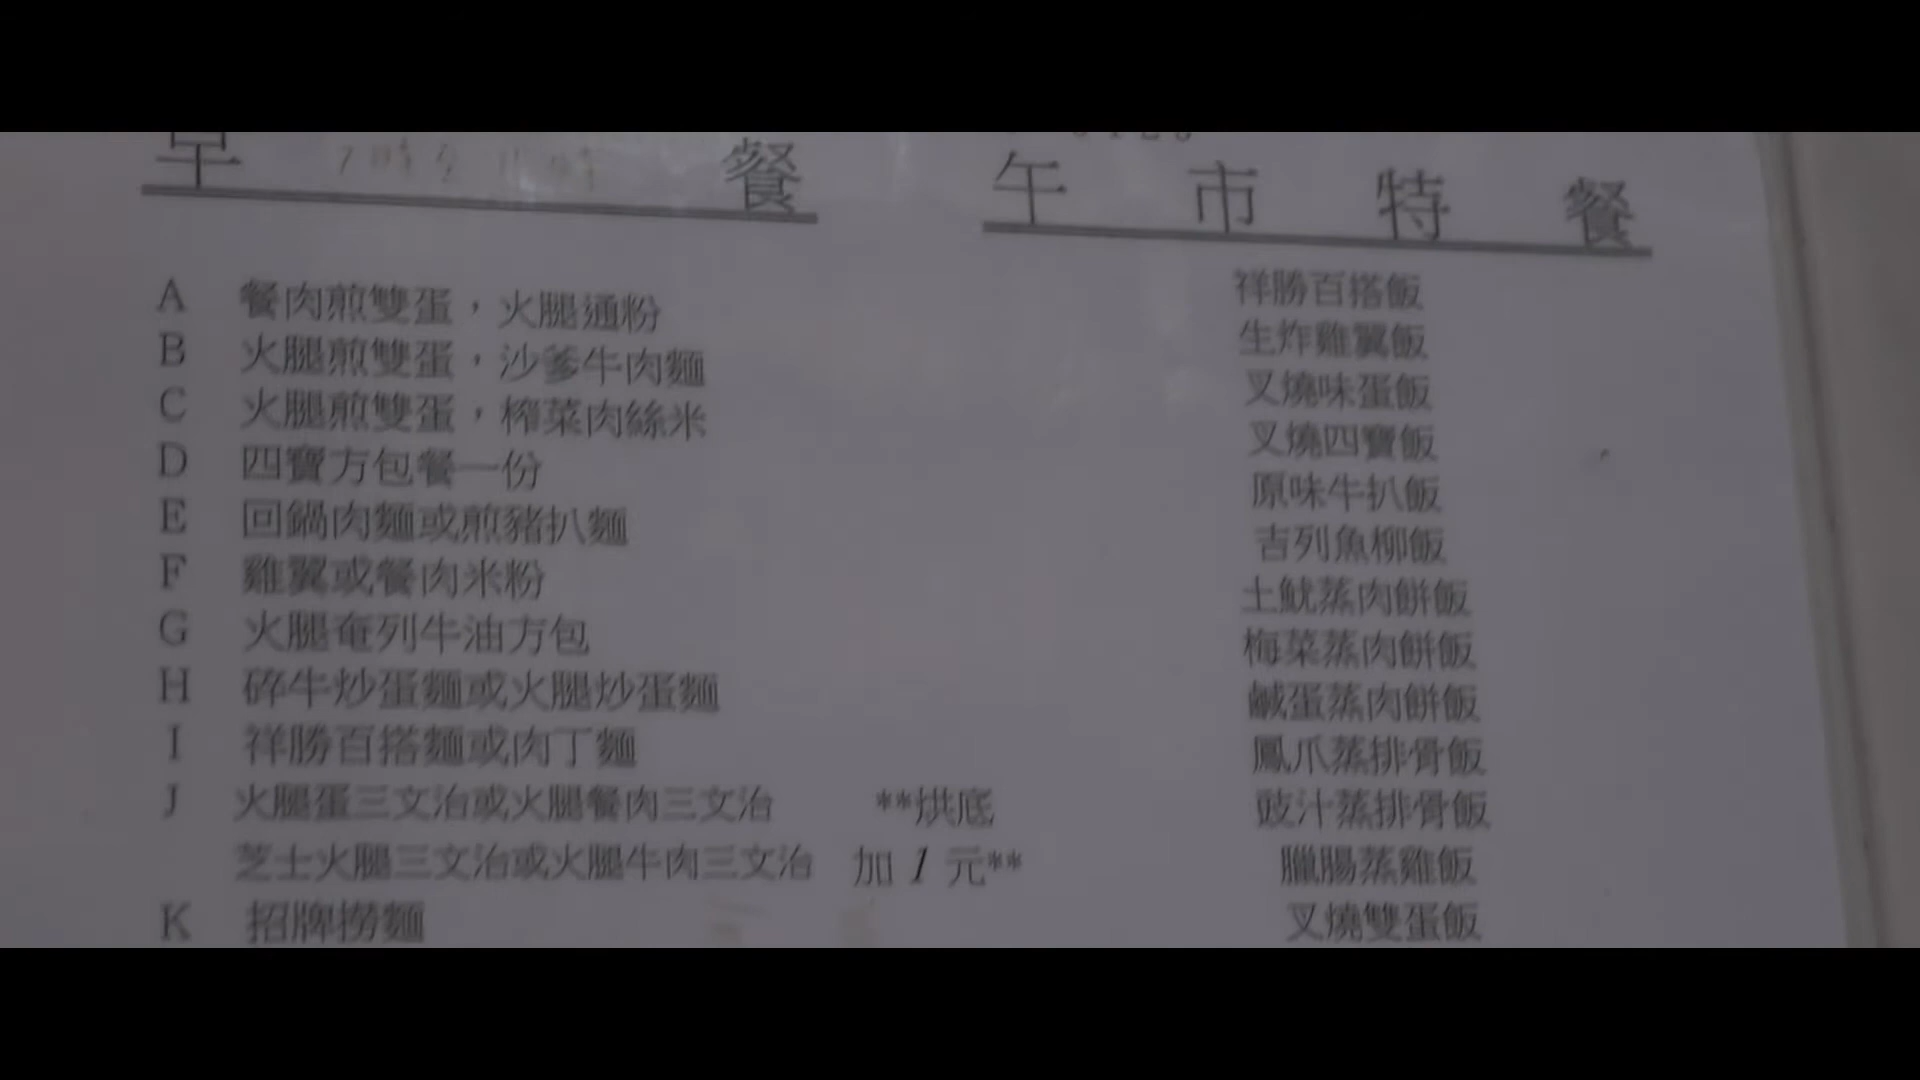 早 餐
A 餐肉煎雙蛋，火腿通粉
B 火腿煎雙蛋，沙爹牛肉麵
C 火腿煎雙蛋，榨菜肉絲米
D 四寶方包餐一份
E 回鍋肉麵或煎豬扒麵
F 雞翼或餐肉米粉
G 火腿奄列牛油方包
H 碎牛炒蛋麵或火腿炒蛋麵
I 祥勝百搭麵或肉丁麵
J 火腿蛋三文治或火腿餐肉三文治 **烘底
芝士火腿三文治或火腿牛肉三文治 加 1 元**
K 招牌撈麵
午 市 特 餐
祥勝百搭飯
生炸雞翼飯
叉燒味蛋飯
叉燒四寶飯
原味牛扒飯
吉列魚柳飯
土魷蒸肉餅飯
梅菜蒸肉餅飯
鹹蛋蒸肉餅飯
鳳爪蒸排骨飯
豉汁蒸排骨飯
臘腸蒸雞飯
叉燒雙蛋飯